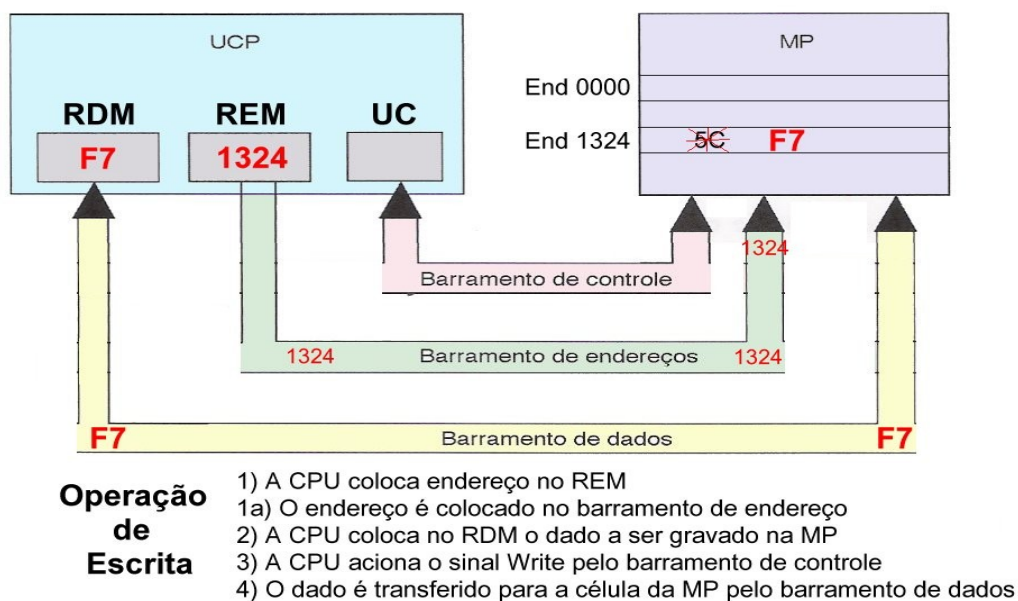 UCP
MP
RDM REM UC
F7 1324
End 0000
End 1324 5C F7
1324
Barramento de controle
1324 Barramento de endereços 1324
F7 Barramento de dados F7
Operação
de
Escrita
1) A CPU coloca endereço no REM
1a) O endereço é colocado no barramento de endereço
2) A CPU coloca no RDM o dado a ser gravado na MP
3) A CPU aciona o sinal Write pelo barramento de controle
4) O dado é transferido para a célula da MP pelo barramento de dados